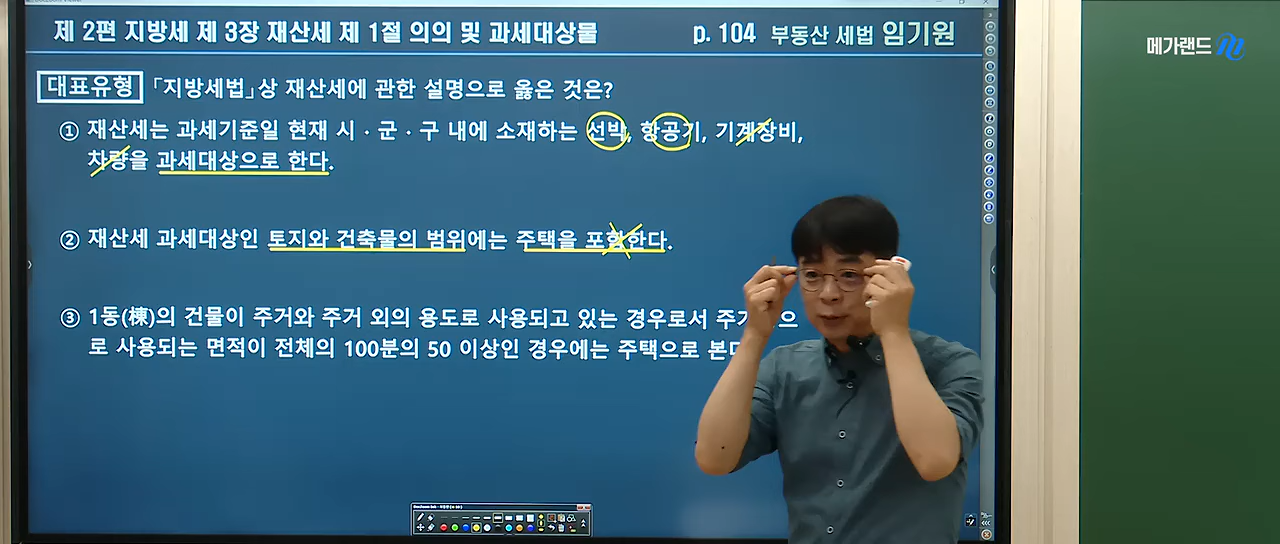 제 2편 지방세 제 3장 재산세 제 1절 의의 및 과세대상물 p. 104 부동산 세법 임기원
메가랜드
대표유형 「지방세법」상 재산세에 관한 설명으로 옳은 것은?
① 재산세는 과세기준일 현재 시·군·구 내에 소재하는 선박, 항공기, 기계장비,
차량을 과세대상으로 한다.
② 재산세 과세대상인 토지와 건축물의 범위에는 주택을 포함한다.
③ 1동(棟)의 건물이 주거와 주거 외의 용도로 사용되고 있는 경우로서 으
로 사용되는 면적이 전체의 100분의 50 이상인 경우에는 주택으로